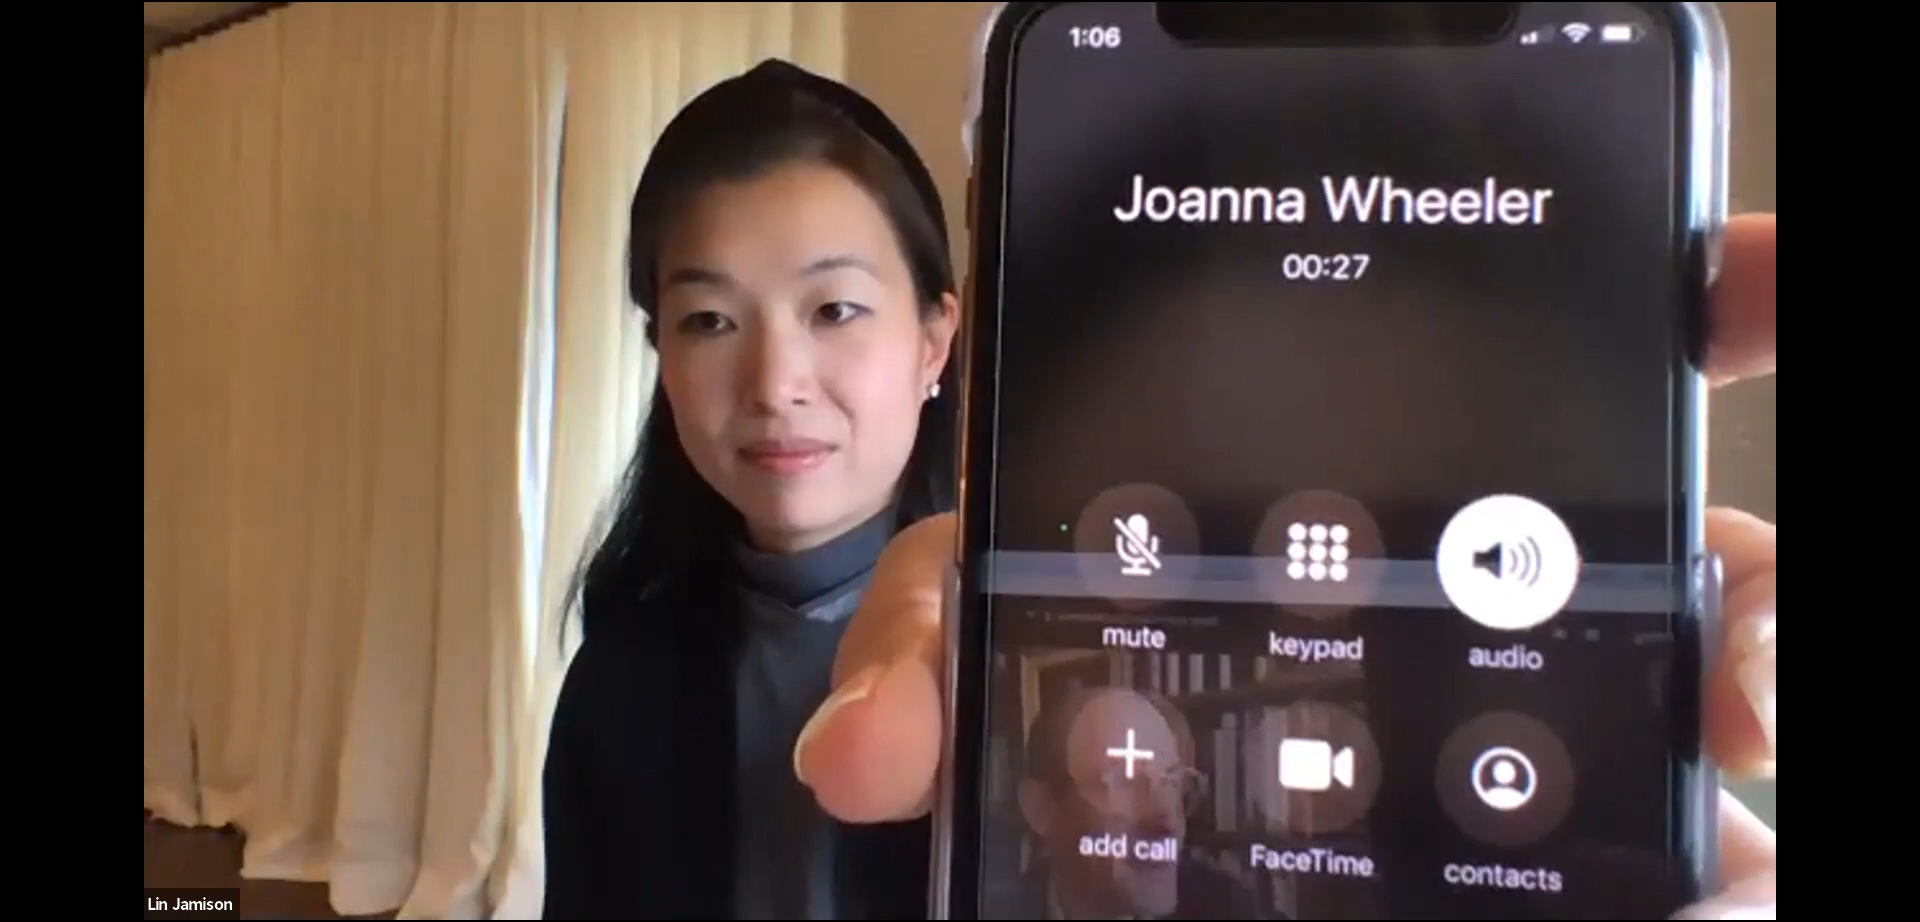 1:06
Joanna Wheeler
00:27
mute
keypad
audio
add call
FaceTime
contacts
Lin Jamison